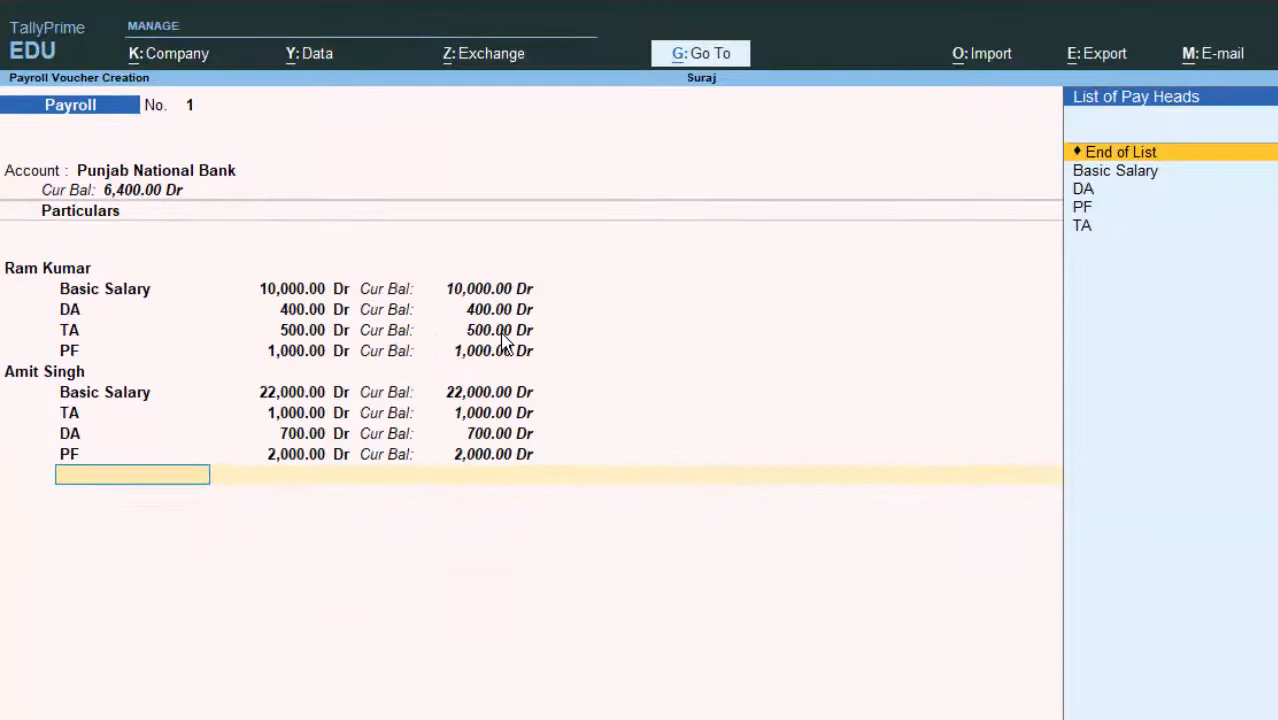 TallyPrime MANAGE
EDU K: Company Y: Data Z: Exchange G: Go To O: Import E: Export M: E-mail
Payroll Voucher Creation Suraj
Payroll No. 1
Account : Punjab National Bank
Cur Bal: 6,400.00 Dr
Particulars
Ram Kumar
Basic Salary 10,000.00 Dr Cur Bal: 10,000.00 Dr
DA 400.00 Dr Cur Bal: 400.00 Dr
TA 500.00 Dr Cur Bal: 500.00 Dr
PF 1,000.00 Dr Cur Bal: 1,000.00 Dr
Amit Singh
Basic Salary 22,000.00 Dr Cur Bal: 22,000.00 Dr
TA 1,000.00 Dr Cur Bal: 1,000.00 Dr
DA 700.00 Dr Cur Bal: 700.00 Dr
PF 2,000.00 Dr Cur Bal: 2,000.00 Dr
List of Pay Heads
♦ End of List
Basic Salary
DA
PF
TA